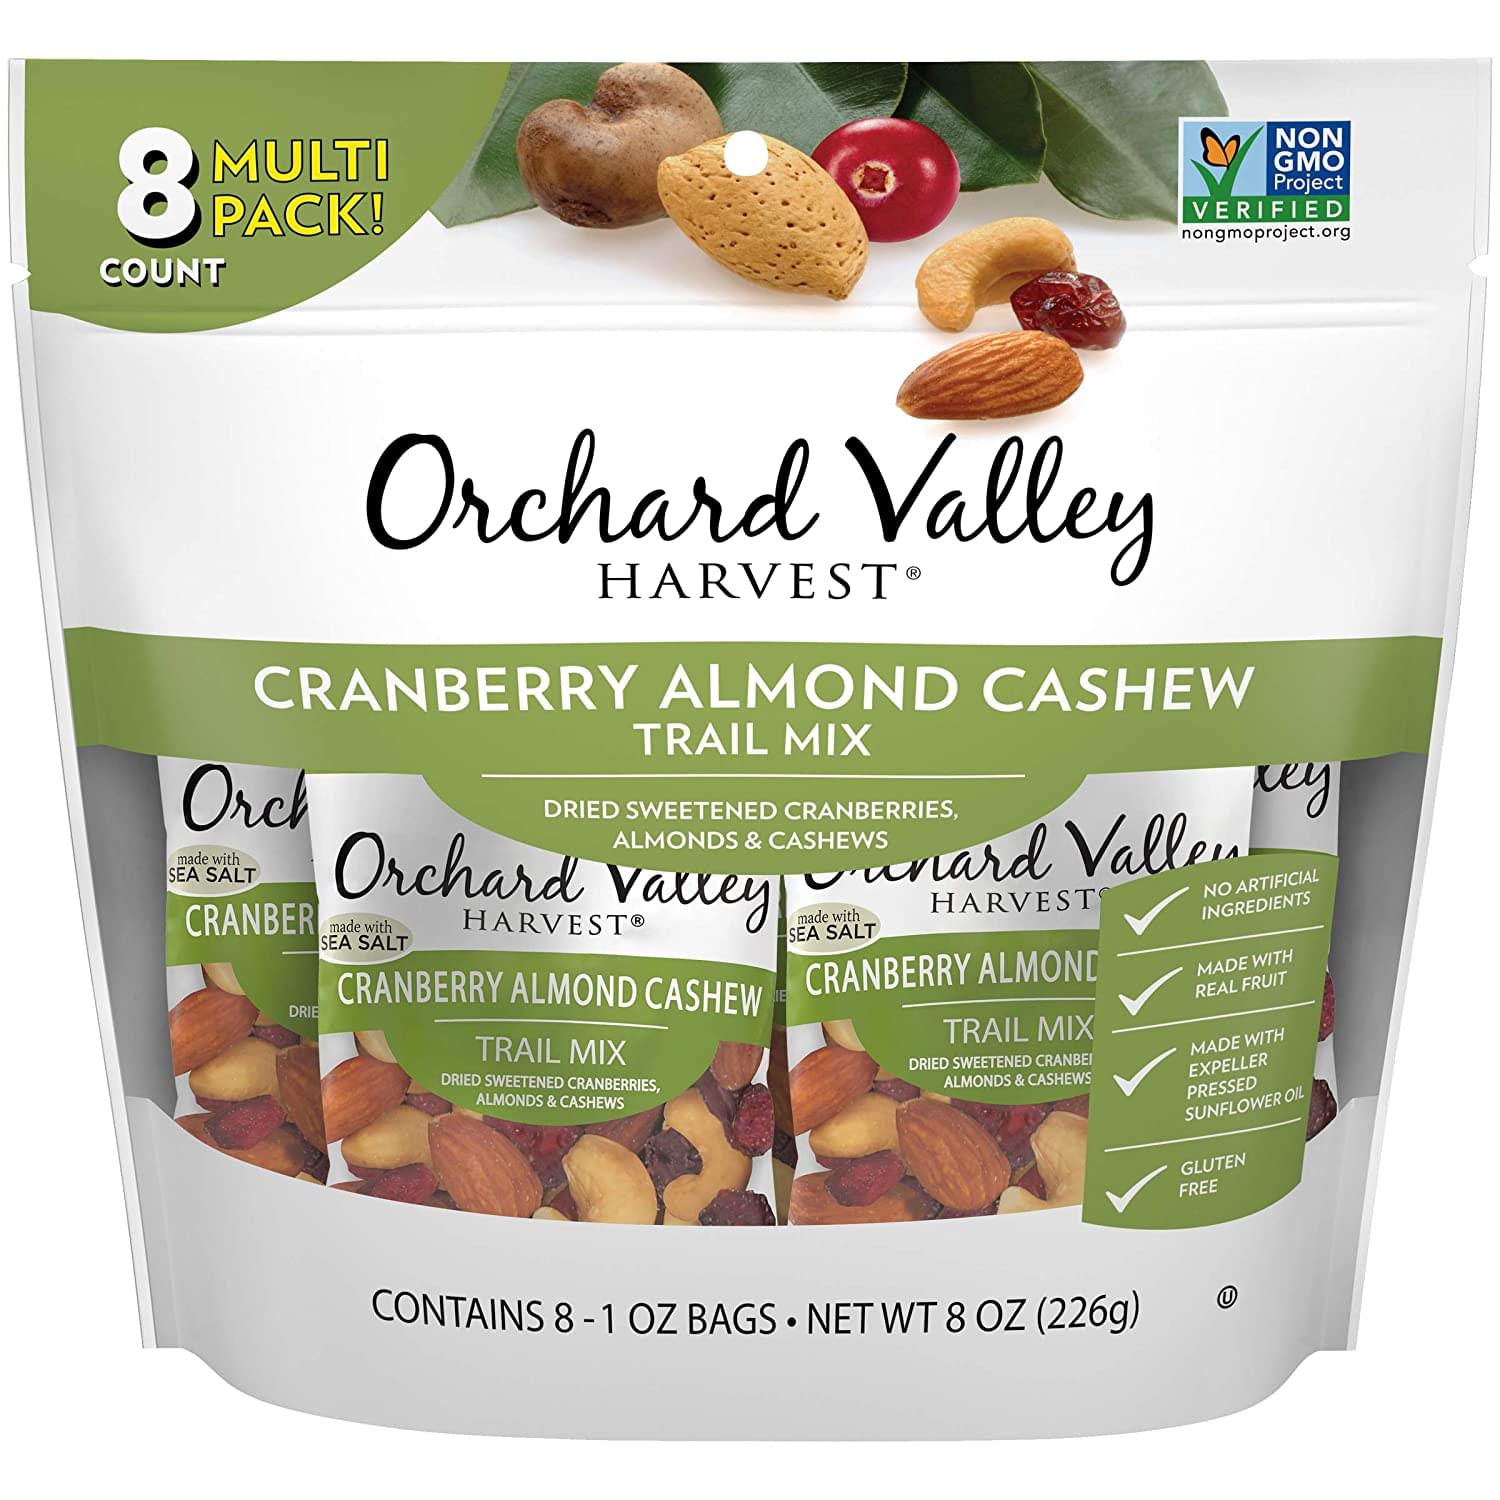 8
MULTI
PACK!
COUNT
NON
GMO
Project
VERIFIED
nongmoproject.org
Orchard Valley
HARVEST®
CRANBERRY ALMOND CASHEW
TRAIL MIX
DRIED SWEETENED CRANBERRIES,
ALMONDS & CASHEWS
made with
SEA SALT
Orchard Valley
HARVEST®
made with
SEA SALT
CRANBERRY ALMOND CASHEW
TRAIL MIX
DRIED SWEETENED CRANBERRIES,
ALMONDS & CASHEWS
HARVEST
made with
SEA SALT
CRANBERRY ALMOND
TRAIL MIX
DRIED SWEETENED
ALMONDS & CASHEWS
NO ARTIFICIAL
INGREDIENTS
MADE WITH
REAL FRUIT
MADE WITH
EXPELLER
PRESSED
SUNFLOWER OIL
GLUTEN
FREE
CONTAINS 8 - 1 OZ BAGS • NET WT 8 OZ (226g)
U